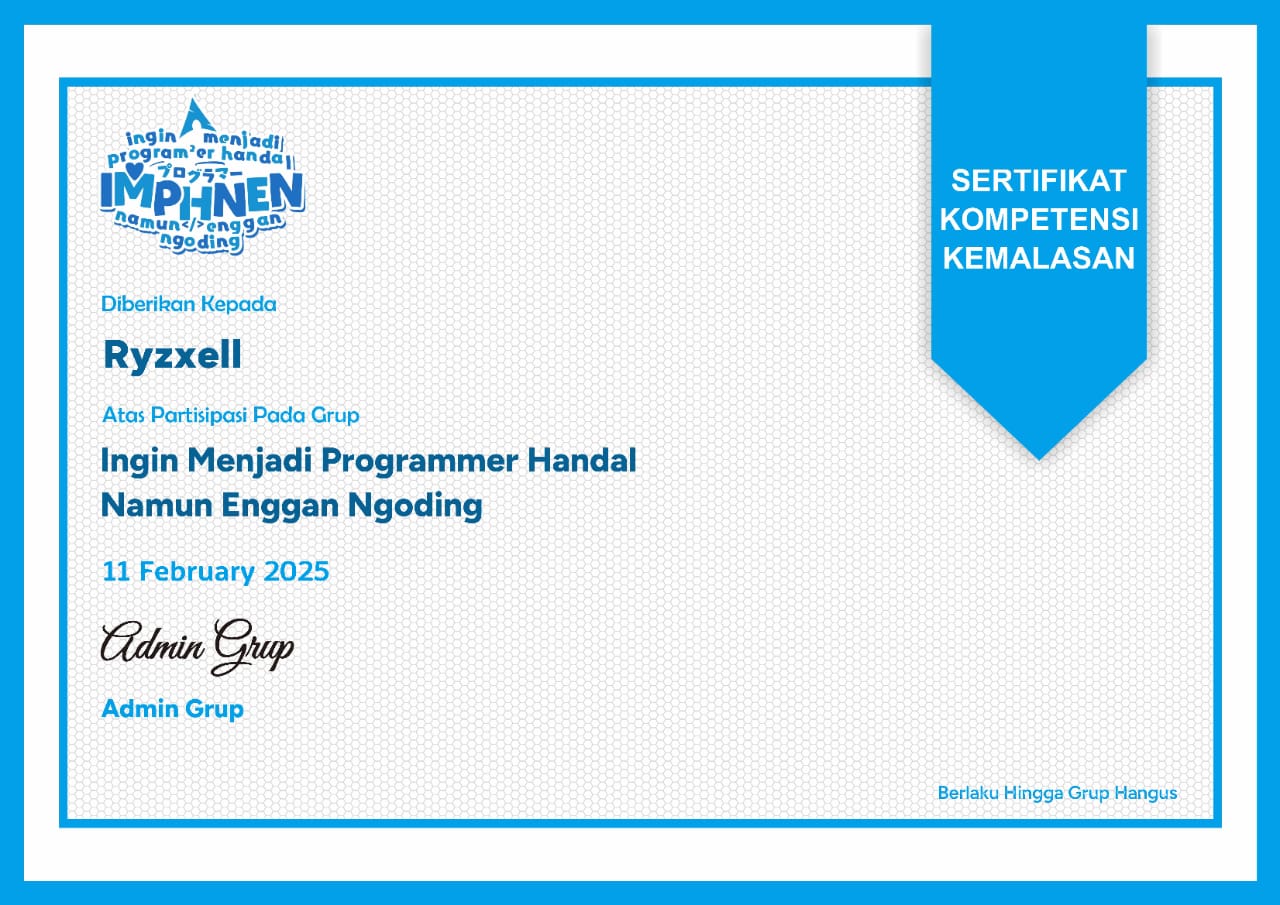 ingin menjadi
program'er handal
プログラマー
IMPHNEN
namun</>enggan
ngoding
SERTIFIKAT
KOMPETENSI
KEMALASAN
Diberikan Kepada
Ryzxell
Atas Partisipasi Pada Grup
Ingin Menjadi Programmer Handal
Namun Enggan Ngoding
11 February 2025
Admin Grup
Admin Grup
Berlaku Hingga Grup Hangus